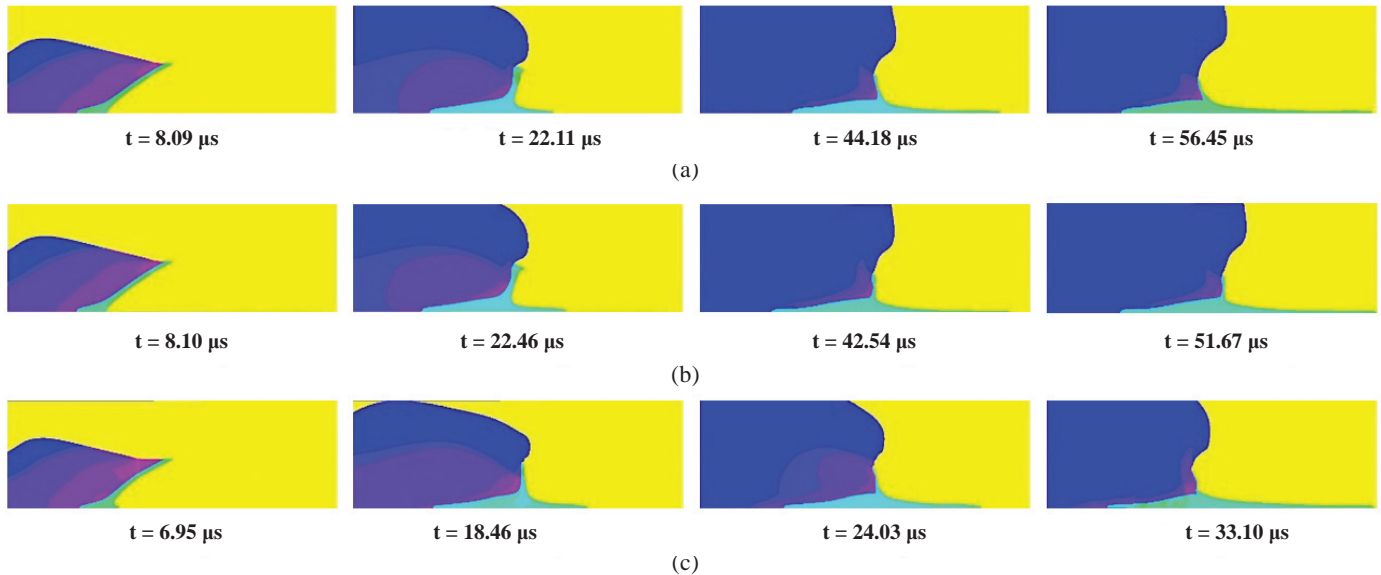 t = 8.09 μs t = 22.11 μs t = 44.18 μs t = 56.45 μs
(a)
t = 8.10 μs t = 22.46 μs t = 42.54 μs t = 51.67 μs
(b)
t = 6.95 μs t = 18.46 μs t = 24.03 μs t = 33.10 μs
(c)